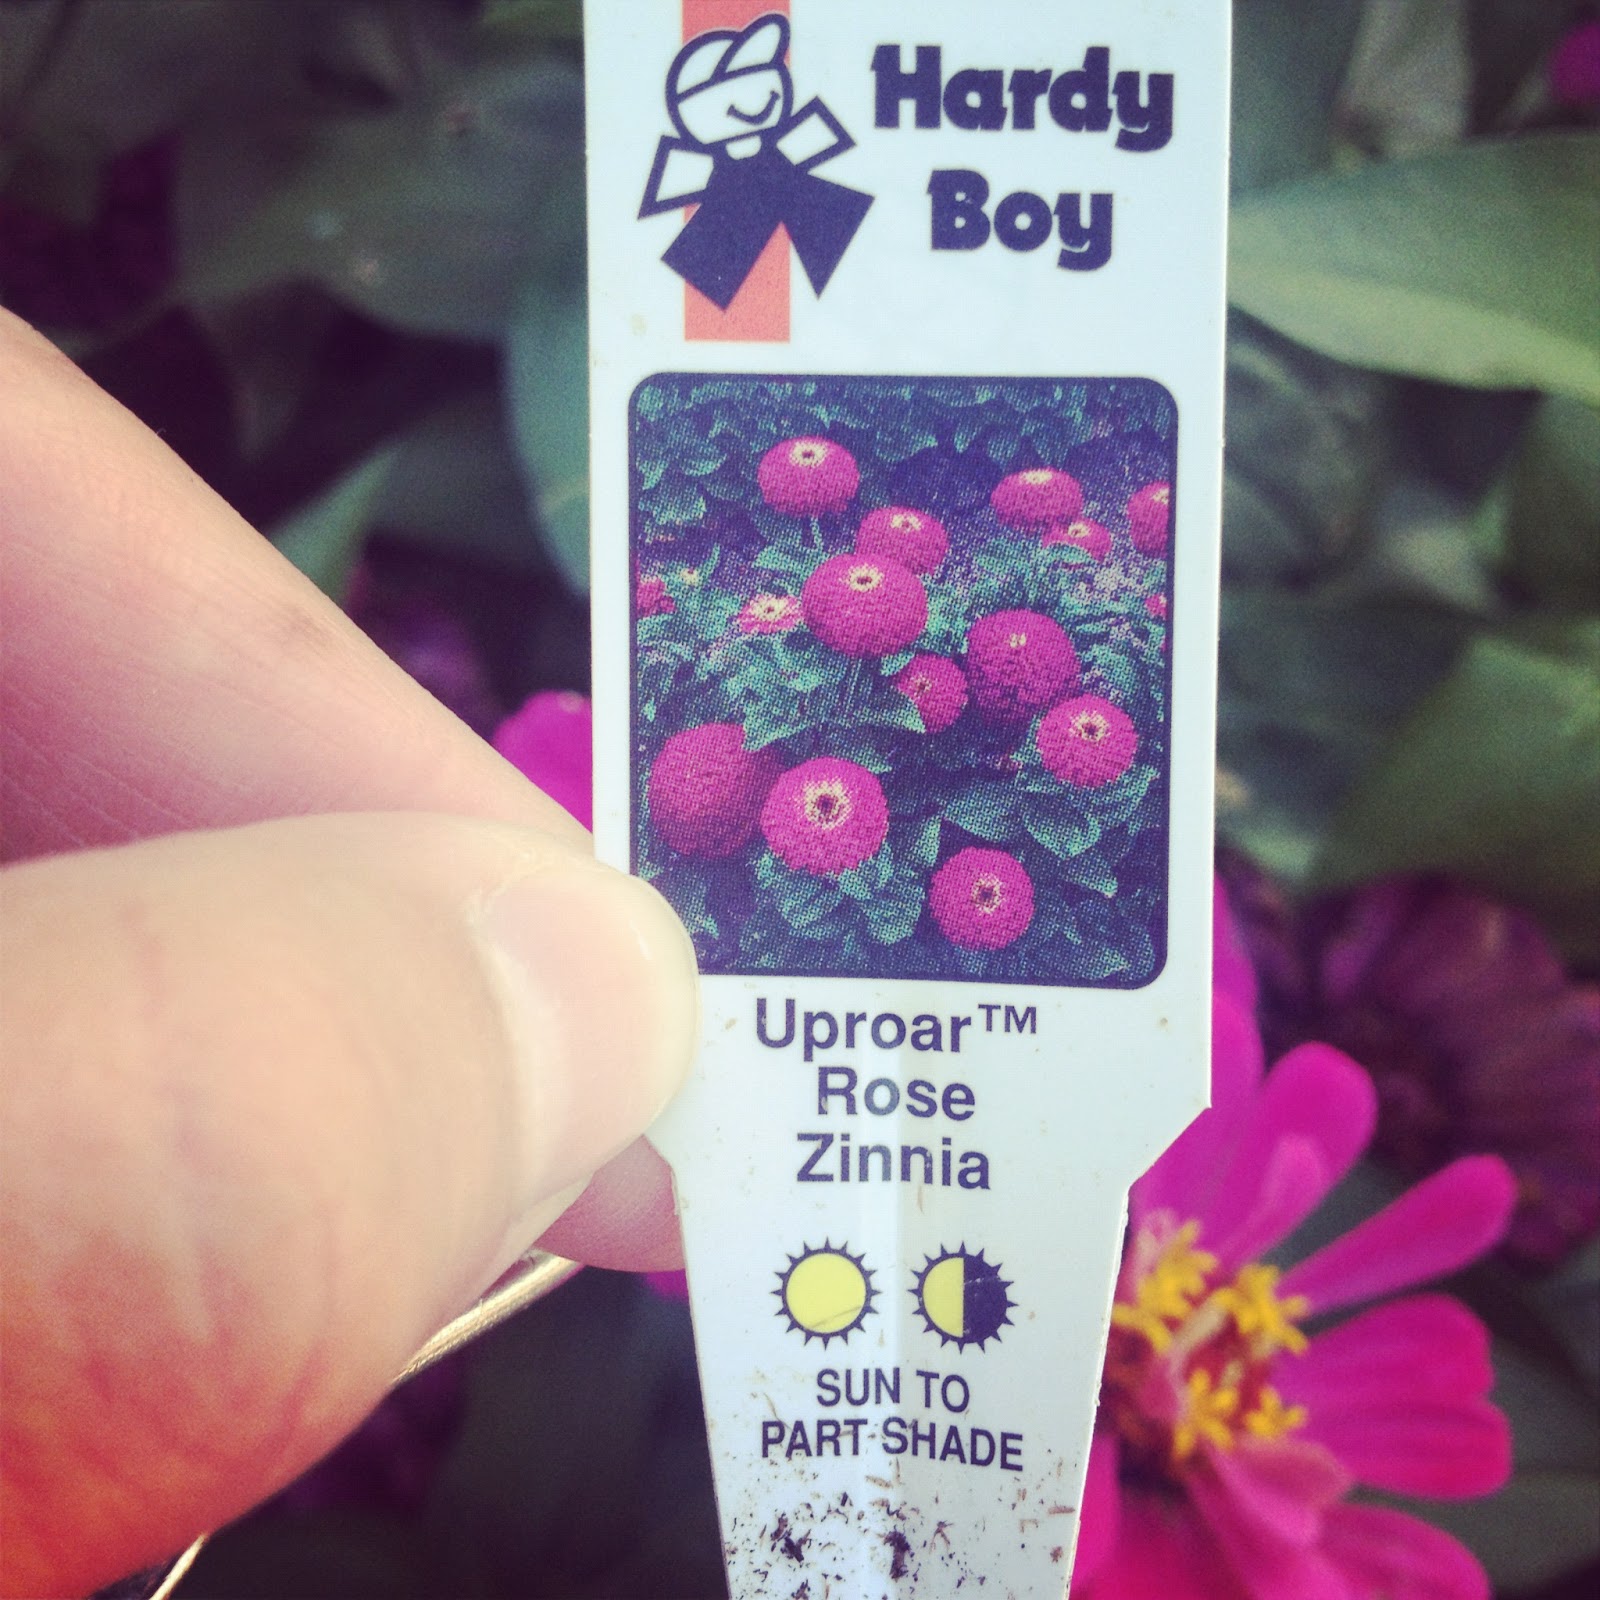 Hardy
Boy
Uproar™
Rose
Zinnia
SUN TO
PART SHADE